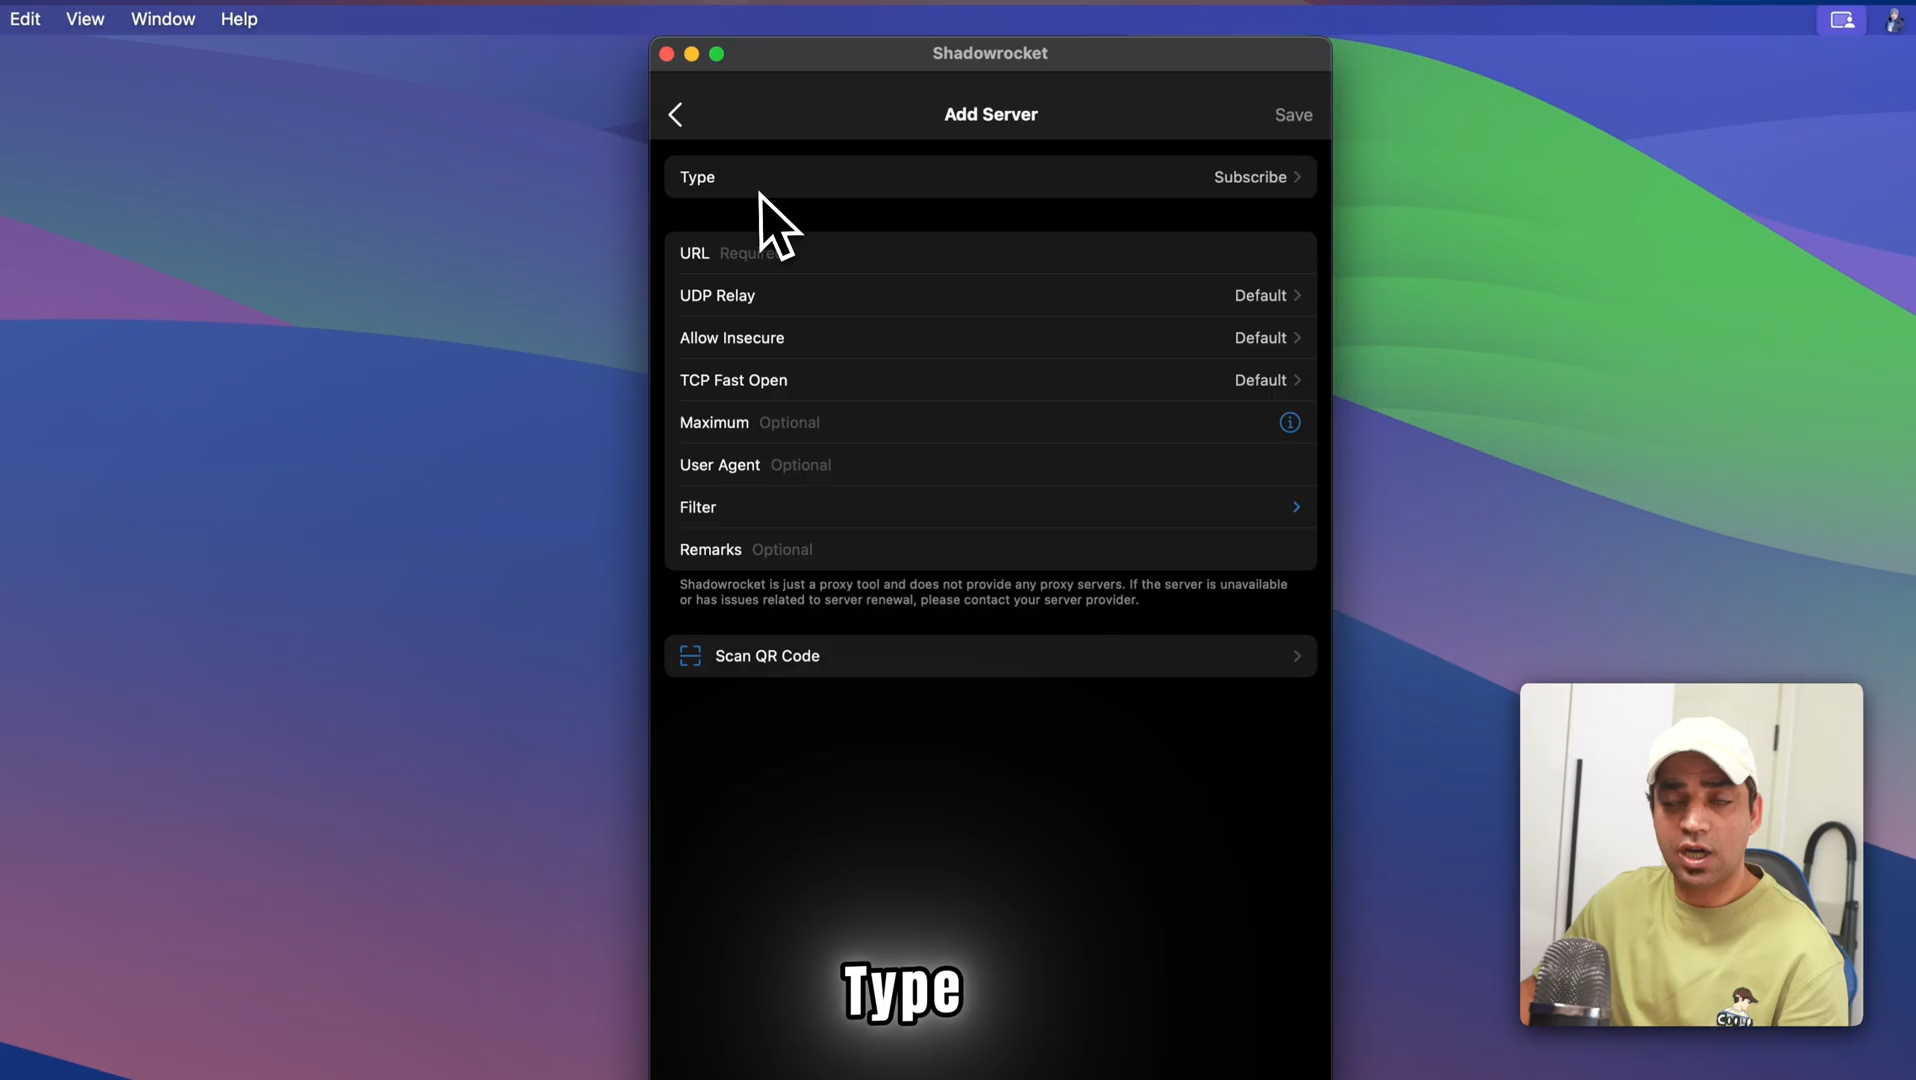 Edit View Window Help
Shadowrocket
Add Server
Save
Type
Subscribe
URL
UDP Relay
Default
Allow Insecure
Default
TCP Fast Open
Default
Maximum Optional
User Agent Optional
Filter
Remarks Optional
Shadowrocket is just a proxy tool and does not provide any proxy servers. If the server is unavailable
or has issues related to server renewal, please contact your server provider.
Scan QR Code
Type